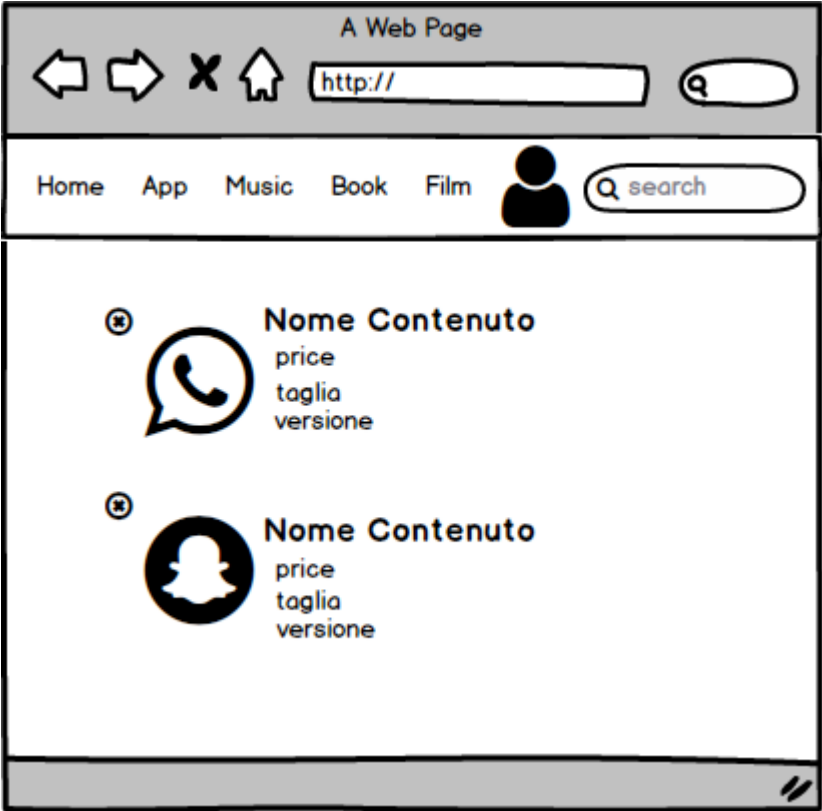 A Web Page
http://
Home App Music Book Film search
Nome Contenuto
price
taglia
versione
Nome Contenuto
price
taglia
versione